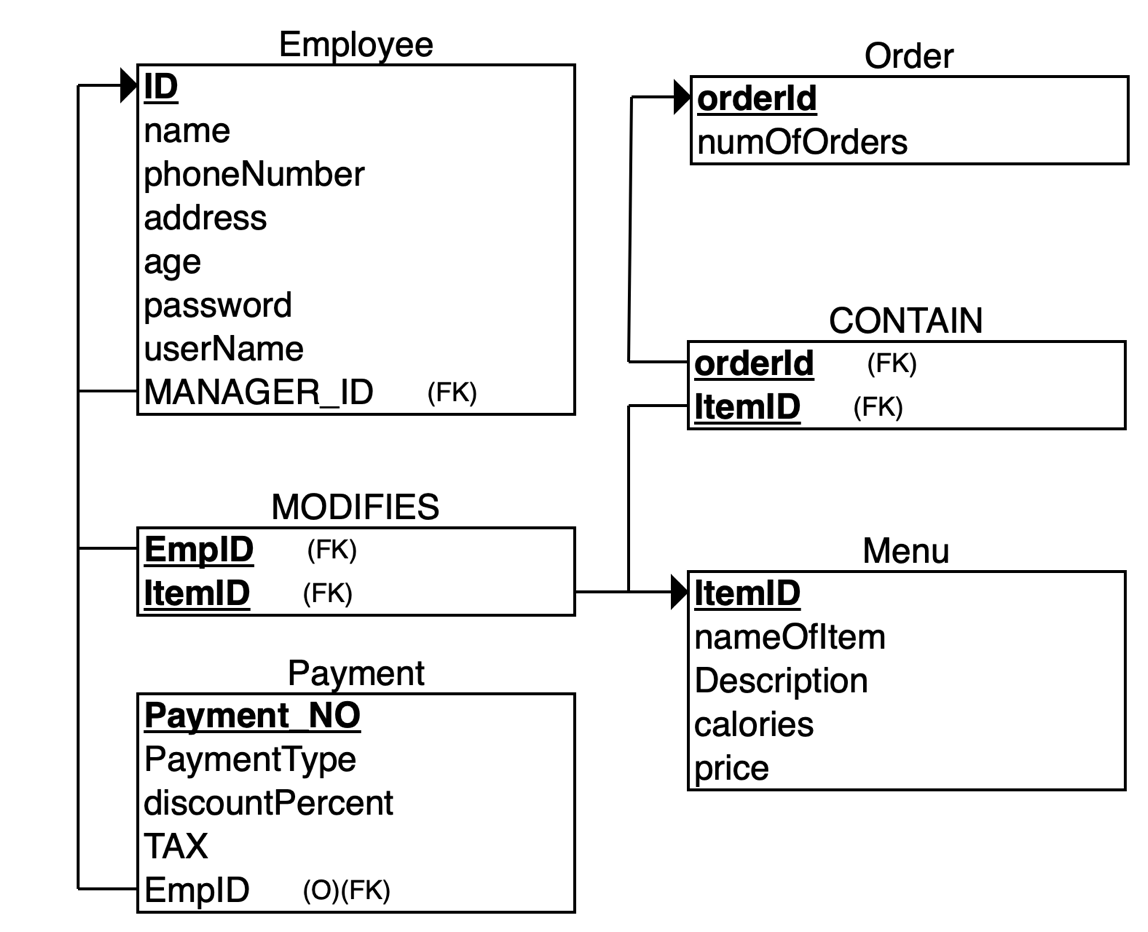 Employee
ID
name
phoneNumber
address
age
password
userName
MANAGER_ID (FK)
MODIFIES
EmpID (FK)
ItemID (FK)
Payment
Payment_NO
PaymentType
discountPercent
TAX
EmpID (O)(FK)
Order
orderId
numOfOrders
CONTAIN
orderId (FK)
ItemID (FK)
Menu
ItemID
nameOfItem
Description
calories
price